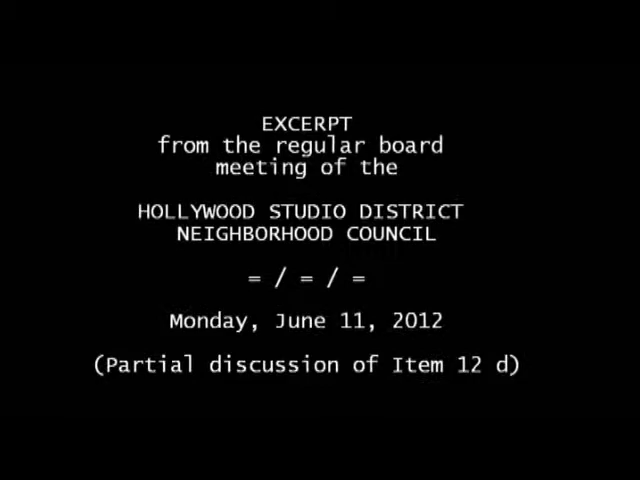 EXCERPT
from the regular board
meeting of the
HOLLYWOOD STUDIO DISTRICT
NEIGHBORHOOD COUNCIL
= / = / =
Monday, June 11, 2012
(Partial discussion of Item 12 d)